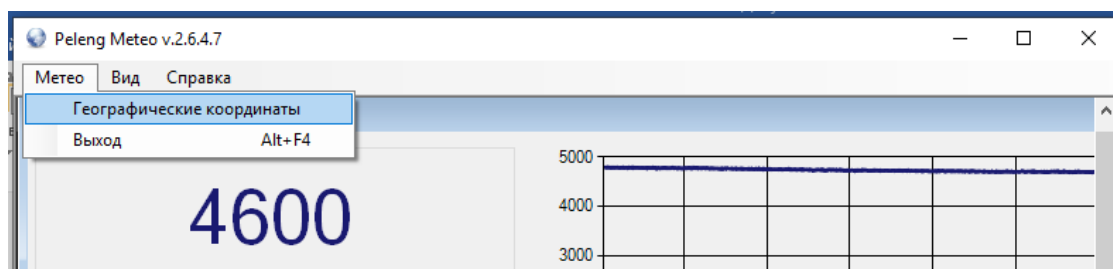 Peleng Meteo v.2.6.4.7
Метео Вид Справка
Географические координаты
Выход Alt+F4
4600
5000
4000
3000